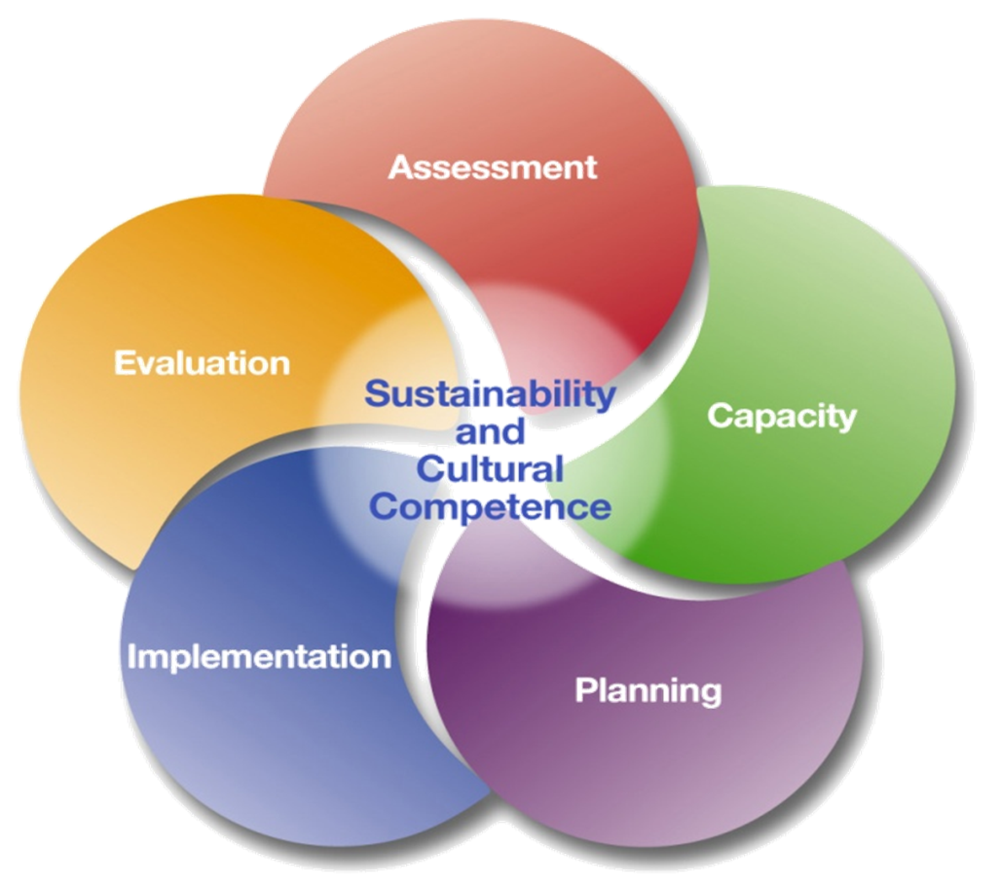 Assessment
Evaluation
Capacity
Sustainability
and
Cultural
Competence
Implementation
Planning